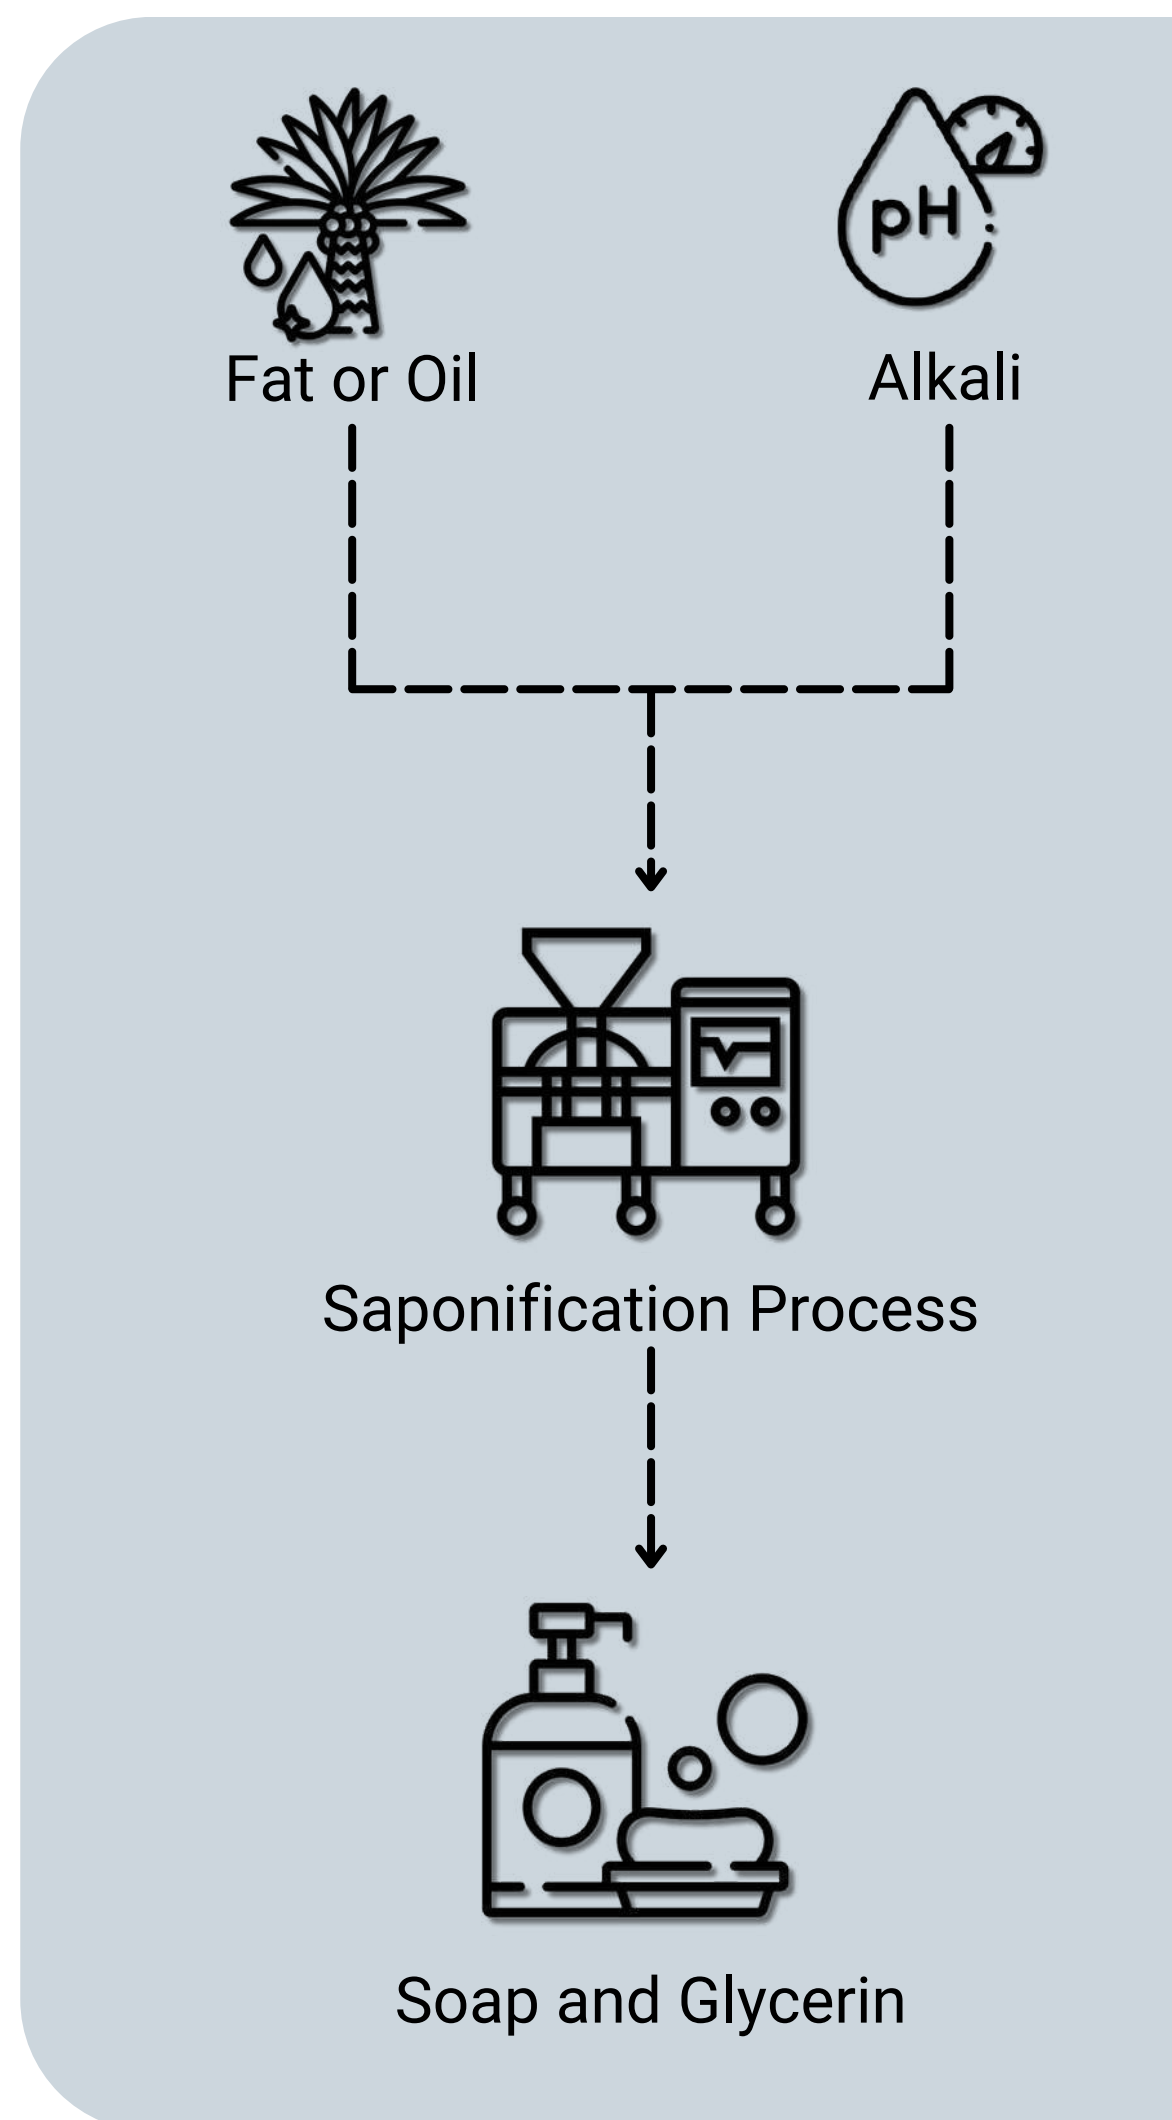 pH
Fat or Oil
Alkali
Saponification Process
Soap and Glycerin